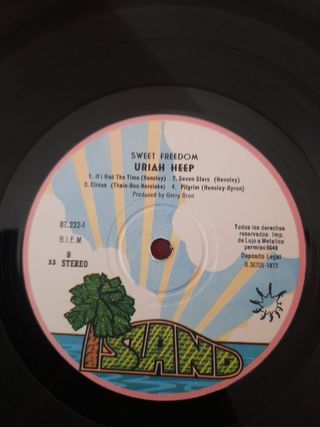 SWEET FREEDOM
URIAH HEEP
1. If I Had The Time (Hensley) 2. Seven Stars (Hensley)
3. Circus (Thain-Box-Kerslake) 4. Pilgrim (Hensley-Byron)
Produced by Gerry Bron
87.232-I
B.I.E.M
B
33 STEREO
Todos los derechos
reservados Imp.
de Lujo a Metalico
permiso 6649
Depósito Legal
B.36706-1973
ISLAND